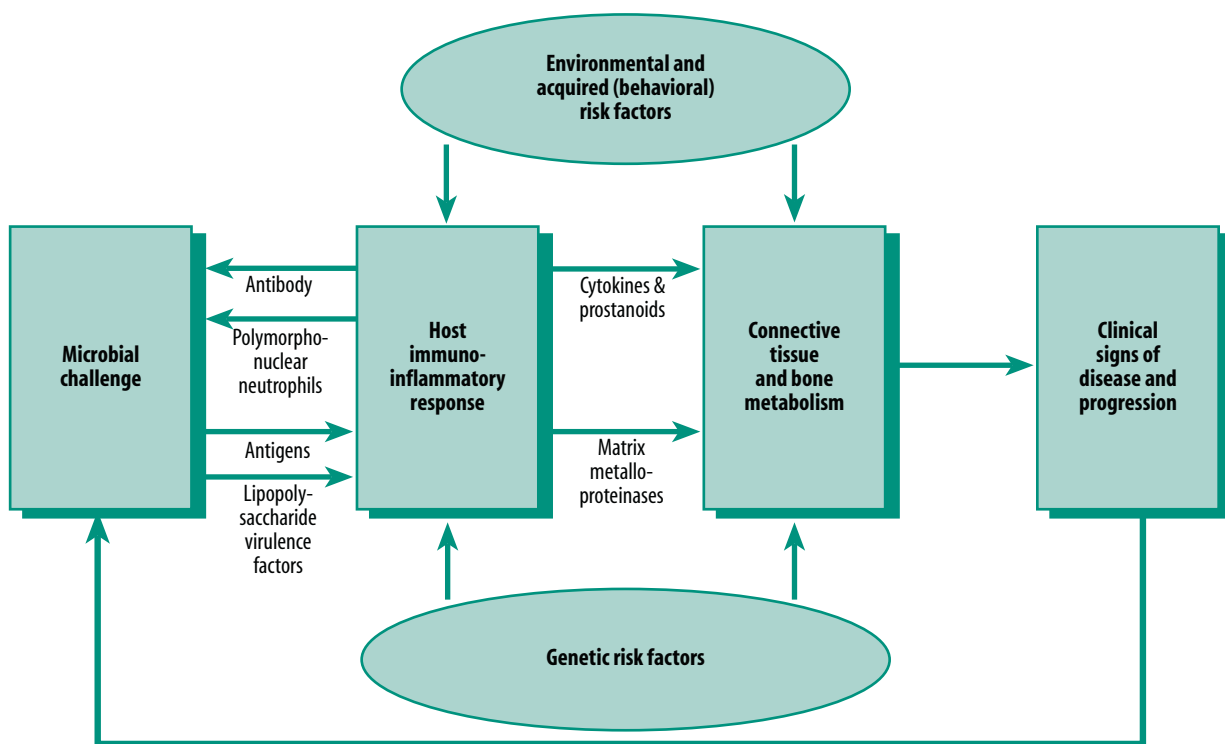 Environmental and
acquired (behavioral)
risk factors
Microbial
challenge
Antibody
Polymorpho-
nuclear
neutrophils
Antigens
Lipopoly-
saccharide
virulence
factors
Host
immuno-
inflammatory
response
Cytokines &
prostanoids
Matrix
metallo-
proteinases
Connective
tissue
and bone
metabolism
Clinical
signs of
disease and
progression
Genetic risk factors